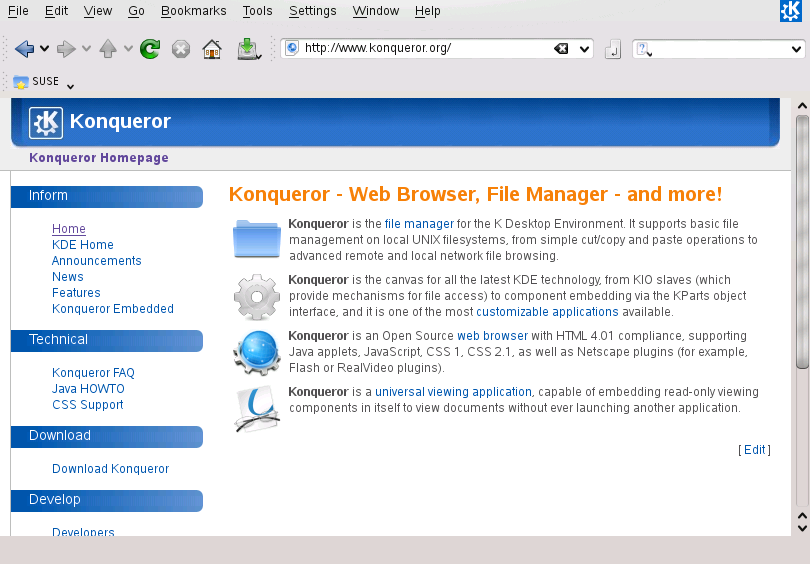 File Edit View Go Bookmarks Tools Settings Window Help
http://www.konqueror.org/
SUSE
Konqueror
Konqueror Homepage
Inform
Home
KDE Home
Announcements
News
Features
Konqueror Embedded
Technical
Konqueror FAQ
Java HOWTO
CSS Support
Download
Download Konqueror
Develop
Developers
Konqueror - Web Browser, File Manager - and more!
Konqueror is the file manager for the K Desktop Environment. It supports basic file
management on local UNIX filesystems, from simple cut/copy and paste operations to
advanced remote and local network file browsing.
Konqueror is the canvas for all the latest KDE technology, from KIO slaves (which
provide mechanisms for file access) to component embedding via the KParts object
interface, and it is one of the most customizable applications available.
Konqueror is an Open Source web browser with HTML 4.01 compliance, supporting
Java applets, JavaScript, CSS 1, CSS 2.1, as well as Netscape plugins (for example,
Flash or RealVideo plugins).
Konqueror is a universal viewing application, capable of embedding read-only viewing
components in itself to view documents without ever launching another application.
[ Edit ]